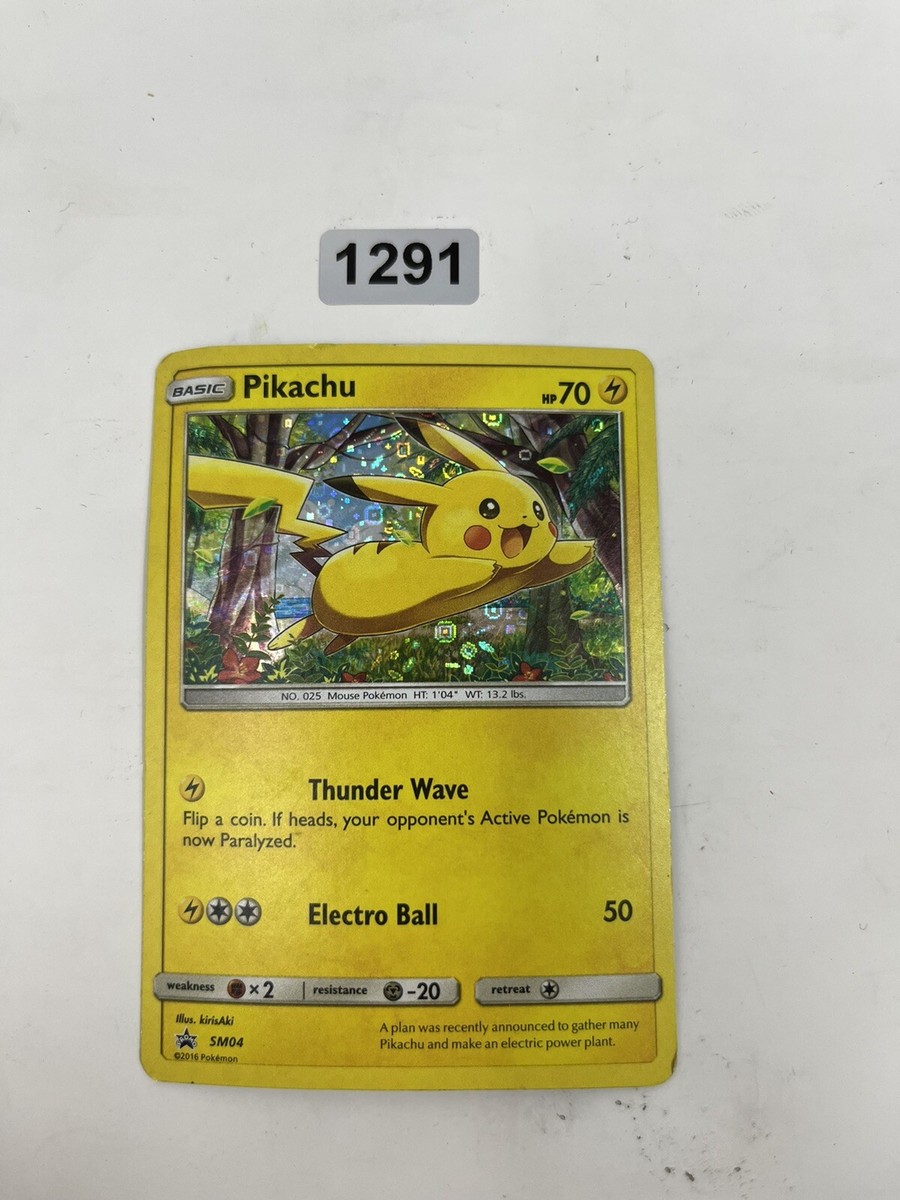 1291
BASIC Pikachu HP 70
NO. 025 Mouse Pokémon HT: 1'04" WT: 13.2 lbs.
Thunder Wave
Flip a coin. If heads, your opponent's Active Pokémon is
now Paralyzed.
Electro Ball 50
weakness ×2 resistance -20 retreat
Illus. kirisAki
SM04
©2016 Pokémon
A plan was recently announced to gather many
Pikachu and make an electric power plant.